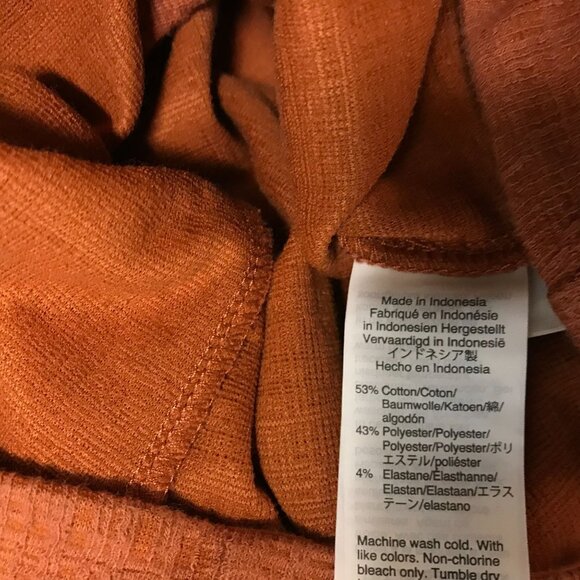 Made in Indonesia
Fabriqué en Indonésie
in Indonesien Hergestellt
Vervaardigd in Indonesië
インドネシア製
Hecho en Indonesia
53% Cotton/Coton/
Baumwolle/Katoen/綿/
algodón
43% Polyester/Polyester/
Polyester/Polyester/ポリ
エステル/poliéster
4% Elastane/Élasthanne/
Elastan/Elastaan/エラス
テーン/elastano
Machine wash cold. With
like colors. Non-chlorine
bleach only. Tumble dry